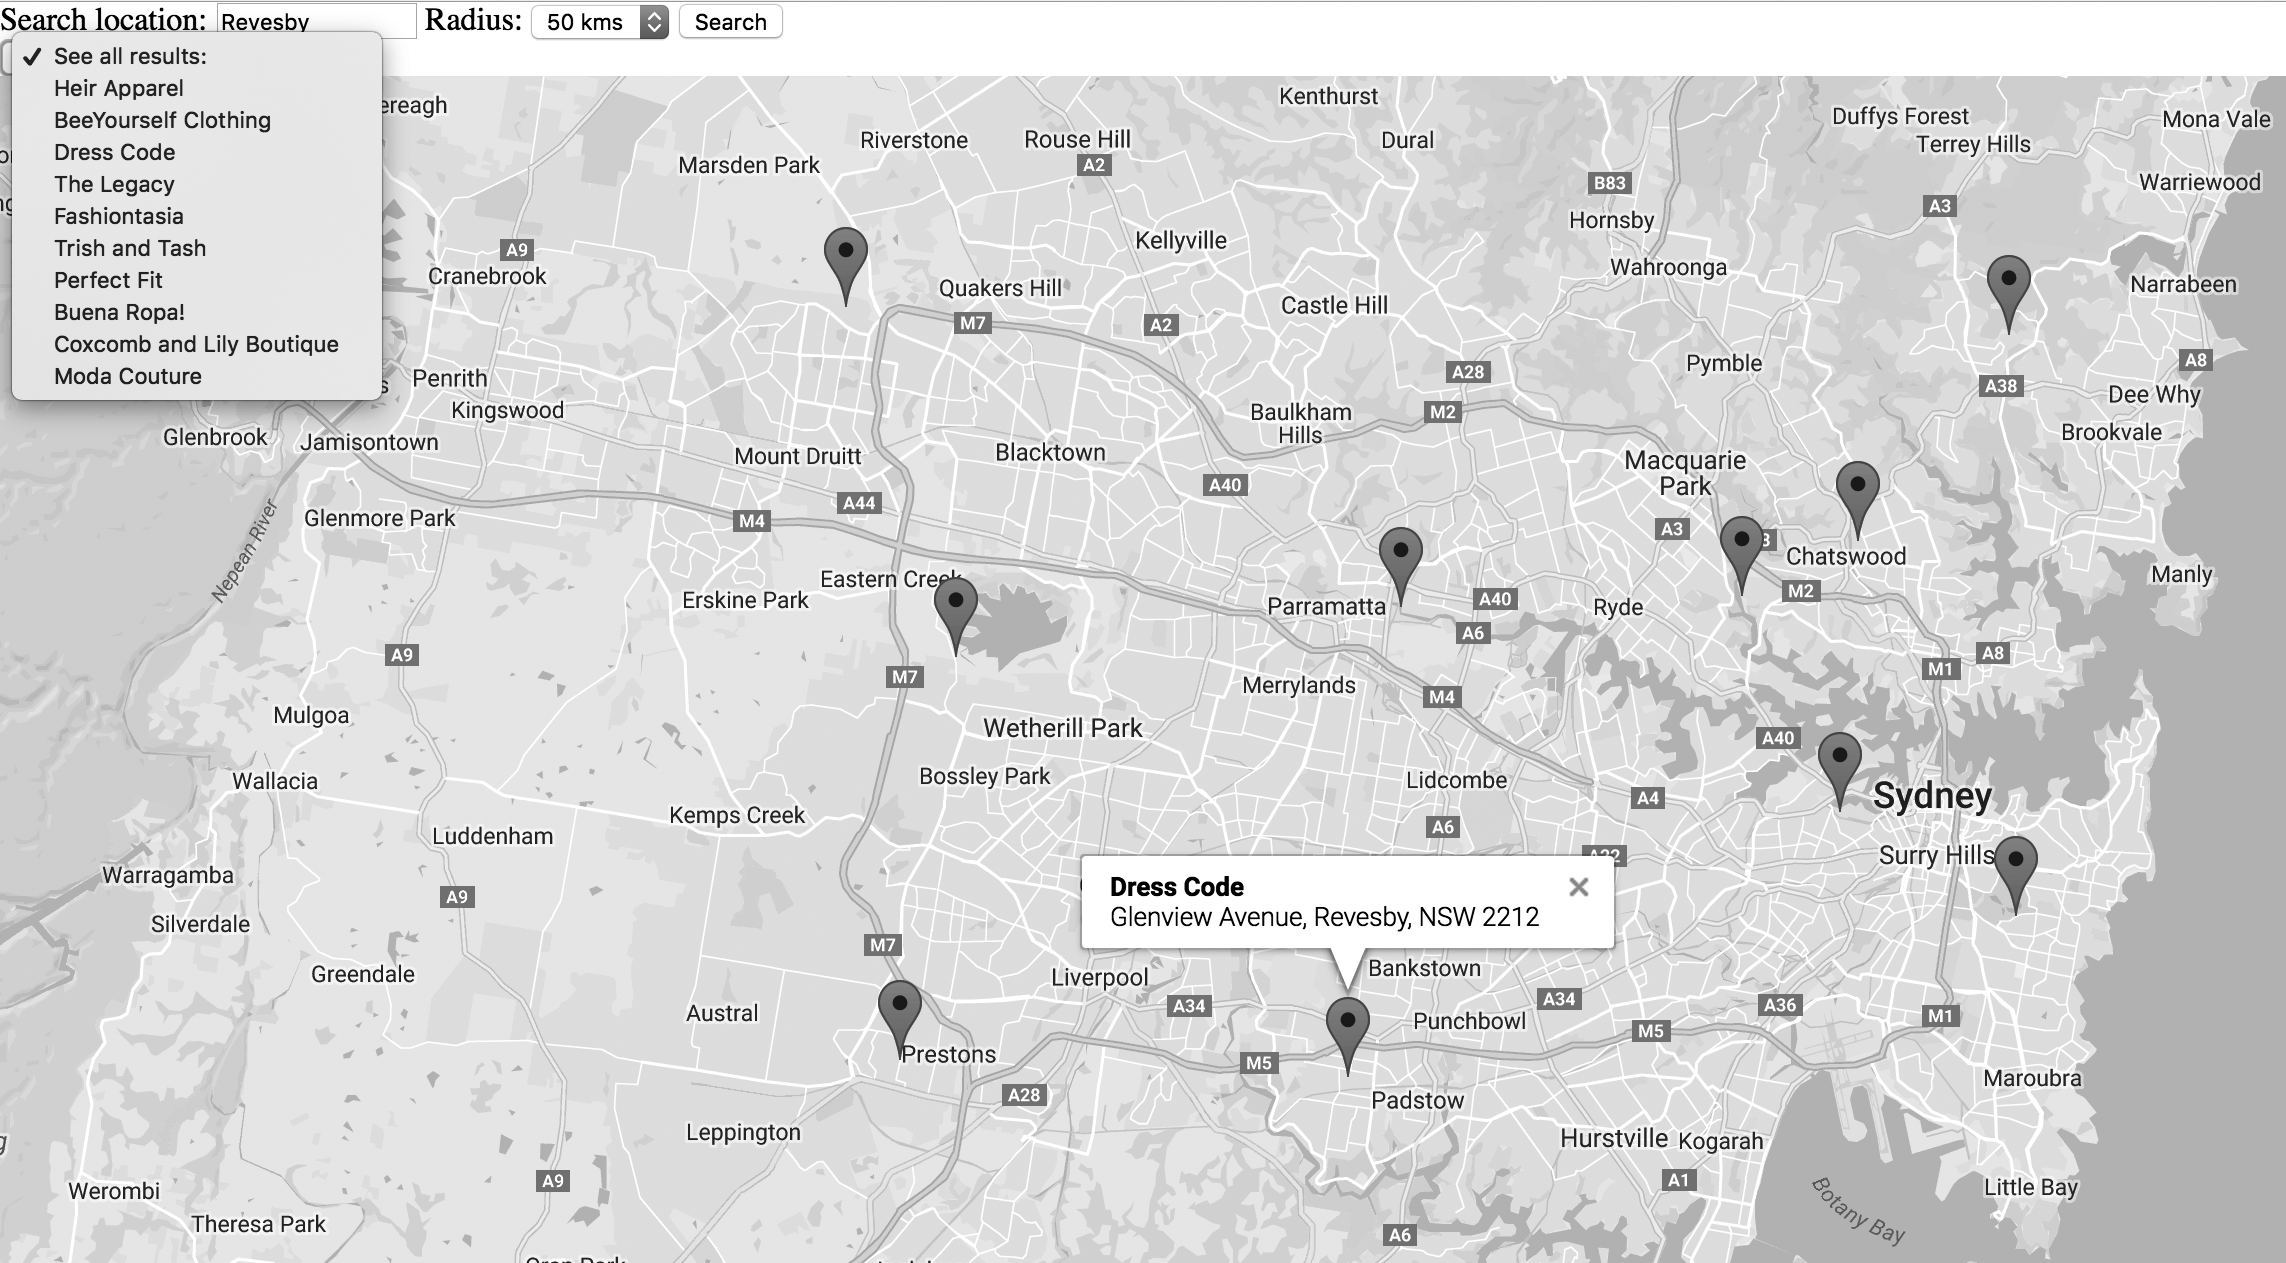 Search location: Revesby Radius: 50 kms Search
✓ See all results:
Heir Apparel
BeeYourself Clothing
Dress Code
The Legacy
Fashiontasia
Trish and Tash
Perfect Fit
Buena Ropa!
Coxcomb and Lily Boutique
Moda Couture
Kenthurst
Duffys Forest
Mona Vale
Riverstone
Rouse Hill
Dural
Terrey Hills
Marsden Park
A2
B83
Warriewood
A3
Hornsby
A9
Kellyville
Cranebrook
Wahroonga
Quakers Hill
Castle Hill
Narrabeen
M7
A2
Pymble
A8
Penrith
A28
A38
Dee Why
Kingswood
Baulkham
Hills
M2
Glenbrook
Jamisontown
Brookvale
Mount Druitt
Blacktown
Macquarie
Park
A40
A44
Glenmore Park
M4
A3
Nepean River
Chatswood
Eastern Creek
Manly
Erskine Park
Parramatta
A40
Ryde
M2
A6
A9
A8
M7
Merrylands
M4
M1
Mulgoa
Wetherill Park
A40
Wallacia
Bossley Park
Lidcombe
Sydney
A4
Kemps Creek
Luddenham
A6
Surry Hills
Warragamba
Dress Code
Glenview Avenue, Revesby, NSW 2212
A9
Silverdale
M7
Greendale
Liverpool
Bankstown
Austral
A34
A34
A36
Punchbowl
M5
M1
Prestons
M5
A28
Padstow
Maroubra
Leppington
Hurstville
Kogarah
A9
A1
Little Bay
Werombi
Theresa Park
Botany Bay
A6